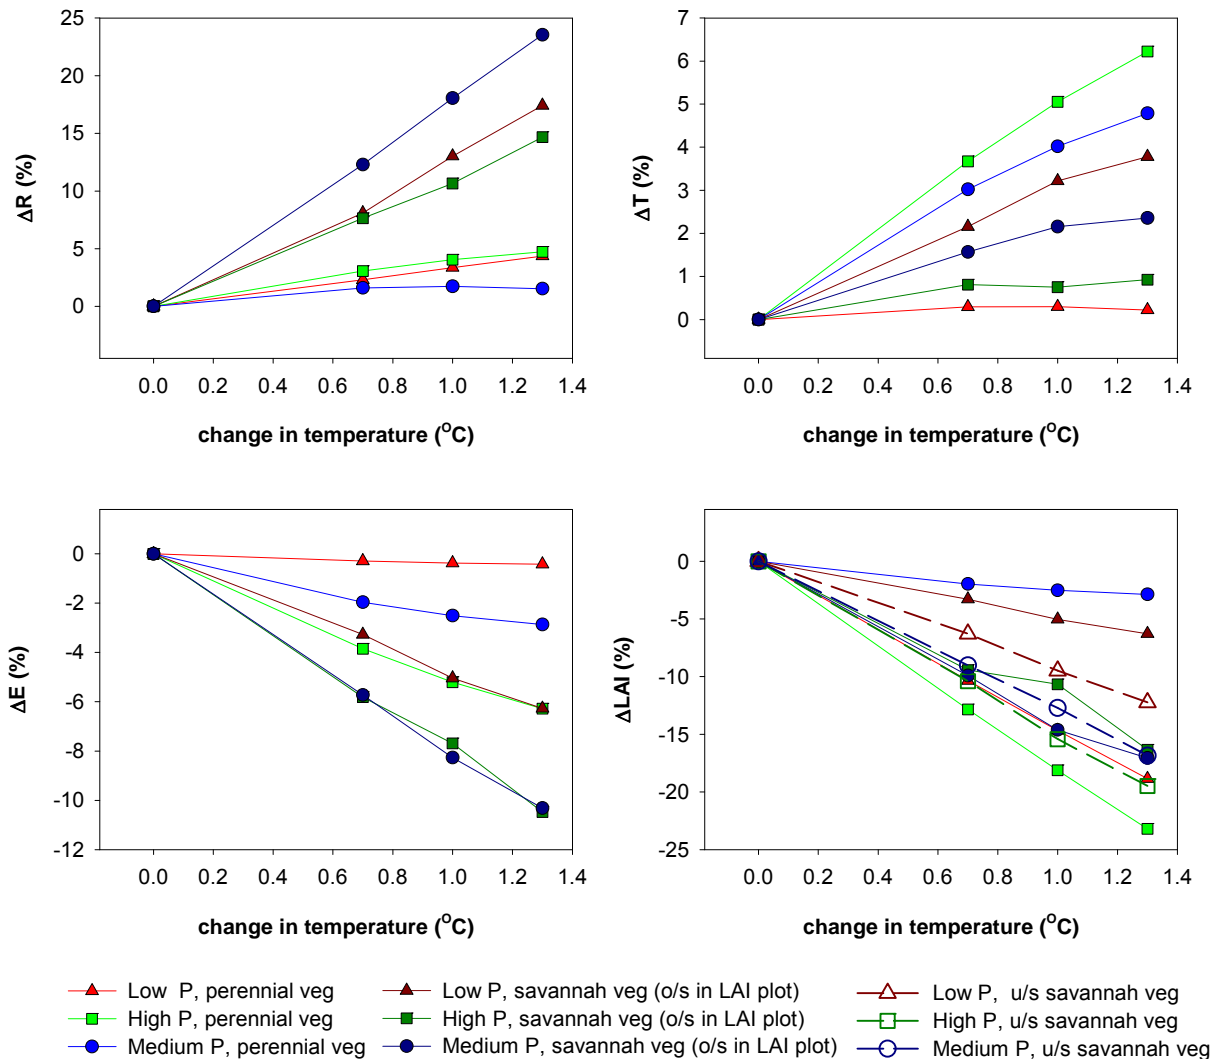 25
20
15
10
5
0
ΔR (%)
0.0 0.2 0.4 0.6 0.8 1.0 1.2 1.4
change in temperature (OC)
7
6
5
4
3
2
1
0
ΔT (%)
0.0 0.2 0.4 0.6 0.8 1.0 1.2 1.4
change in temperature (OC)
0
-2
-4
-6
-8
-10
-12
ΔE (%)
0.0 0.2 0.4 0.6 0.8 1.0 1.2 1.4
change in temperature (OC)
0
-5
-10
-15
-20
-25
ΔLAI (%)
0.0 0.2 0.4 0.6 0.8 1.0 1.2 1.4
change in temperature (OC)
Low P, perennial veg
High P, perennial veg
Medium P, perennial veg
Low P, savannah veg (o/s in LAI plot)
High P, savannah veg (o/s in LAI plot)
Medium P, savannah veg (o/s in LAI plot)
Low P, u/s savannah veg
High P, u/s savannah veg
Medium P, u/s savannah veg